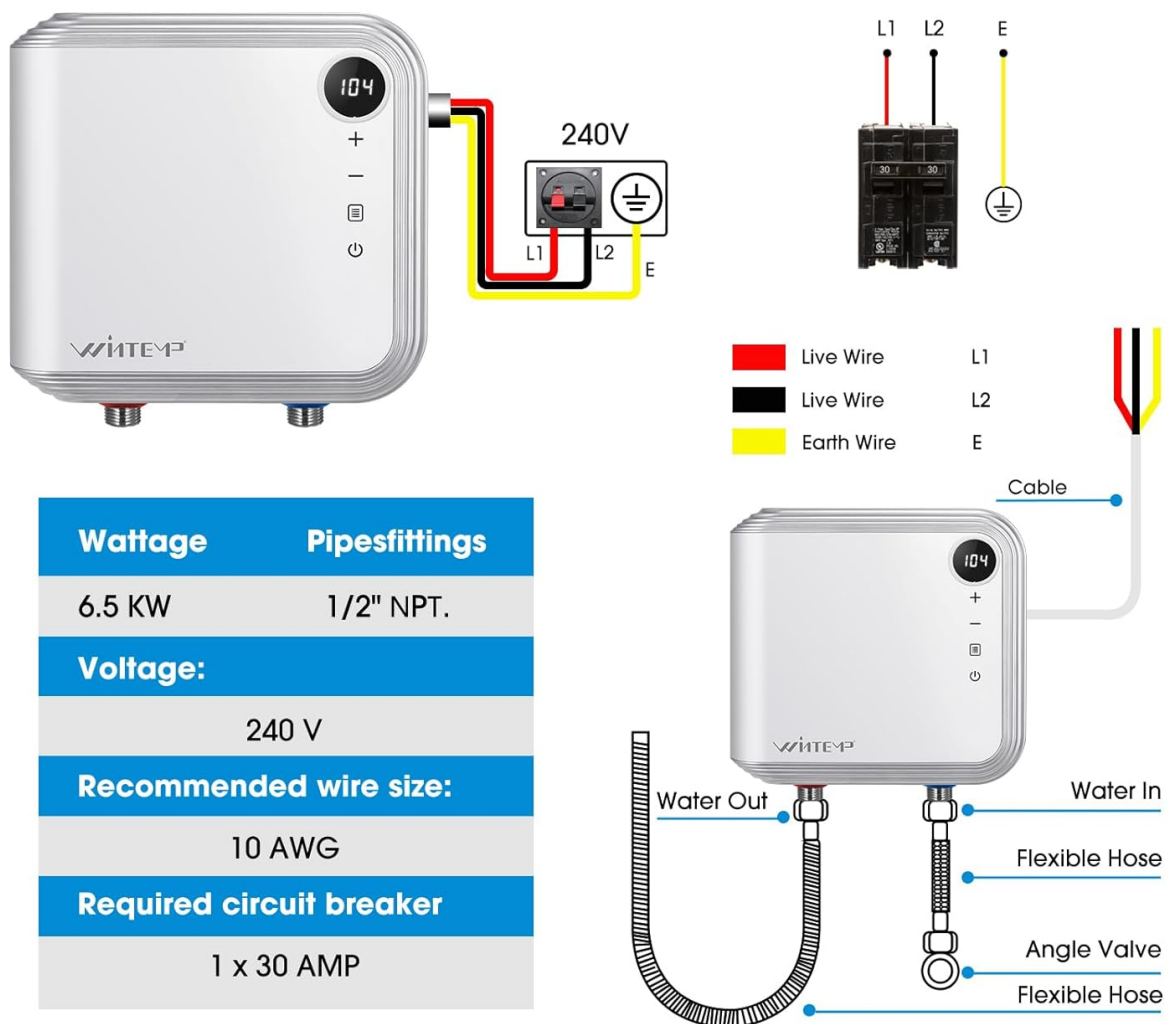 104
WINTEMP
240V
L1
L2
E
L1 L2 E
30 30
Live Wire L1
Live Wire L2
Earth Wire E
Wattage Pipesfittings
6.5 KW 1/2" NPT.
Voltage:
240 V
Recommended wire size:
10 AWG
Required circuit breaker
1 x 30 AMP
Cable
104
WINTEMP
Water Out
Water In
Flexible Hose
Angle Valve
Flexible Hose